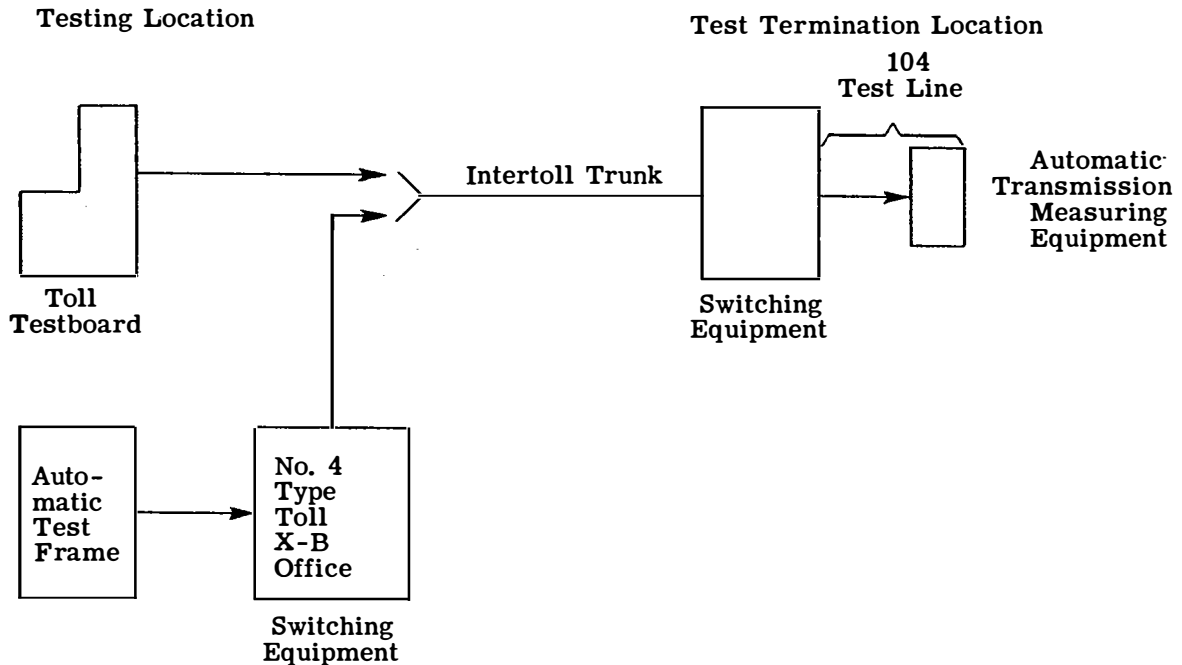 Testing Location
Test Termination Location
104
Test Line
Intertoll Trunk
Automatic
Transmission
Measuring
Equipment
Toll
Testboard
Switching
Equipment
Auto-
matic
Test
Frame
No. 4
Type
Toll
X-B
Office
Switching
Equipment